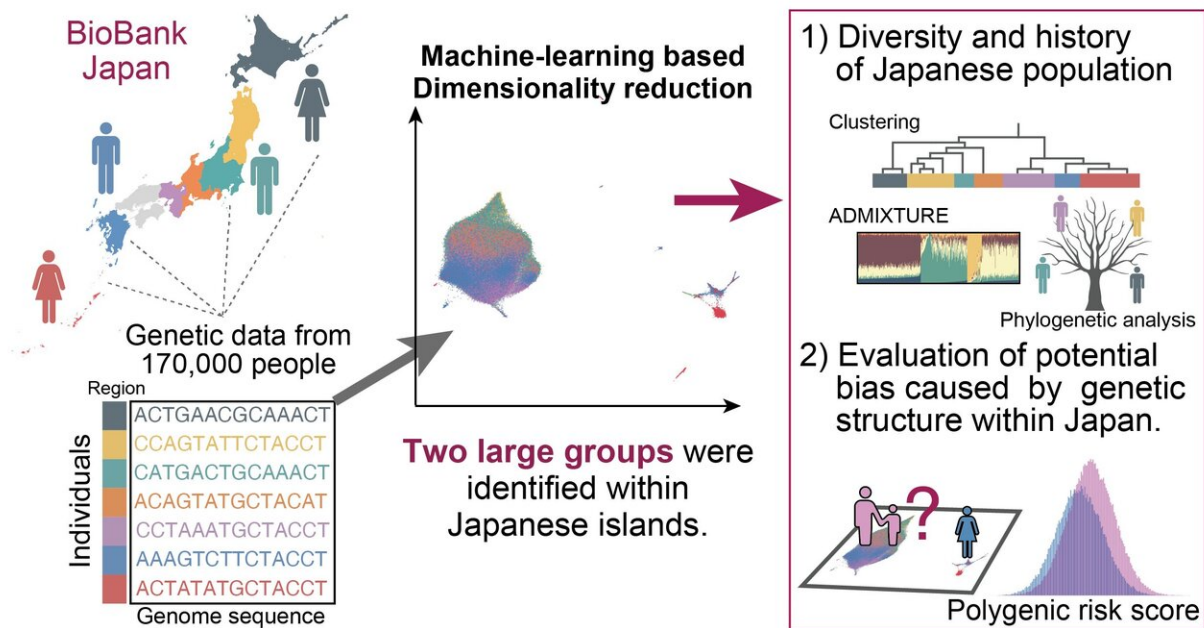 BioBank
Japan
Genetic data from
170,000 people
Region
Individuals
ACTGAACGCAAACT
CCAGTATTCTACCT
CATGACTGCAAACT
ACAGTATGCTACAT
CCTAAATGCTACCT
AAAGTCTTCTACCT
ACTATATGCTACCT
Genome sequence
Machine-learning based
Dimensionality reduction
Two large groups were
identified within
Japanese islands.
1) Diversity and history
of Japanese population
Clustering
ADMIXTURE
Phylogenetic analysis
2) Evaluation of potential
bias caused by genetic
structure within Japan.
?
Polygenic risk score